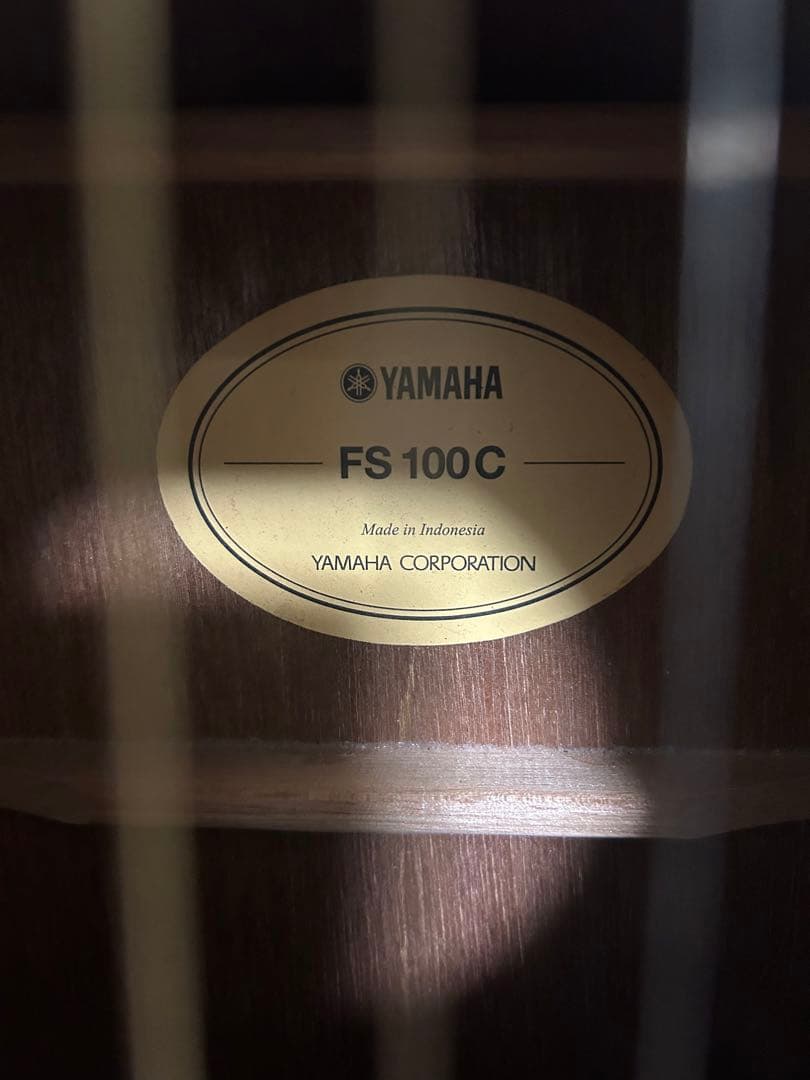 YAMAHA
FS 100C
Made in Indonesia
YAMAHA CORPORATION